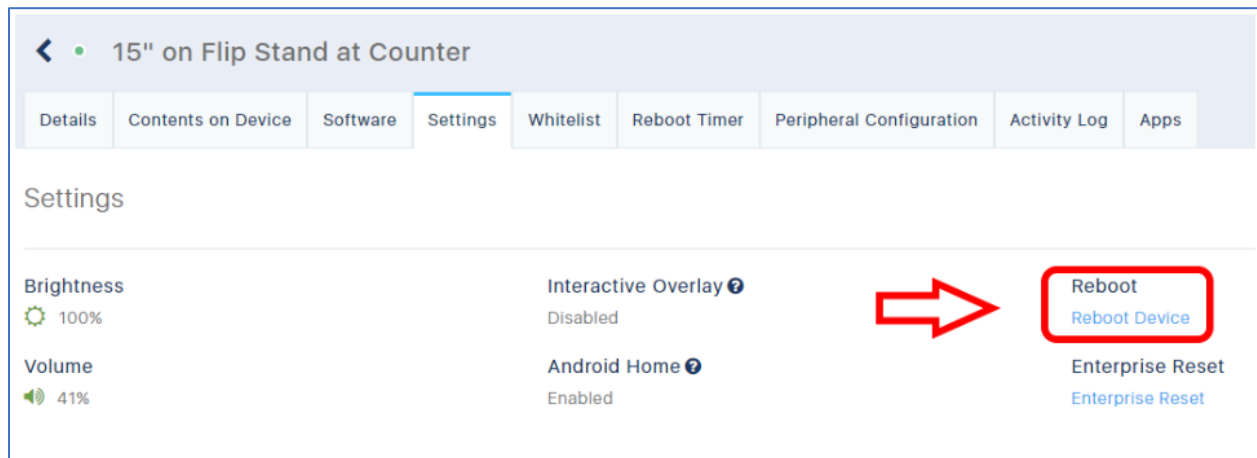 15" on Flip Stand at Counter
Details Contents on Device Software Settings Whitelist Reboot Timer Peripheral Configuration Activity Log Apps
Settings
Brightness Interactive Overlay Reboot
100% Disabled Reboot Device
Volume Android Home Enterprise Reset
41% Enabled Enterprise Reset